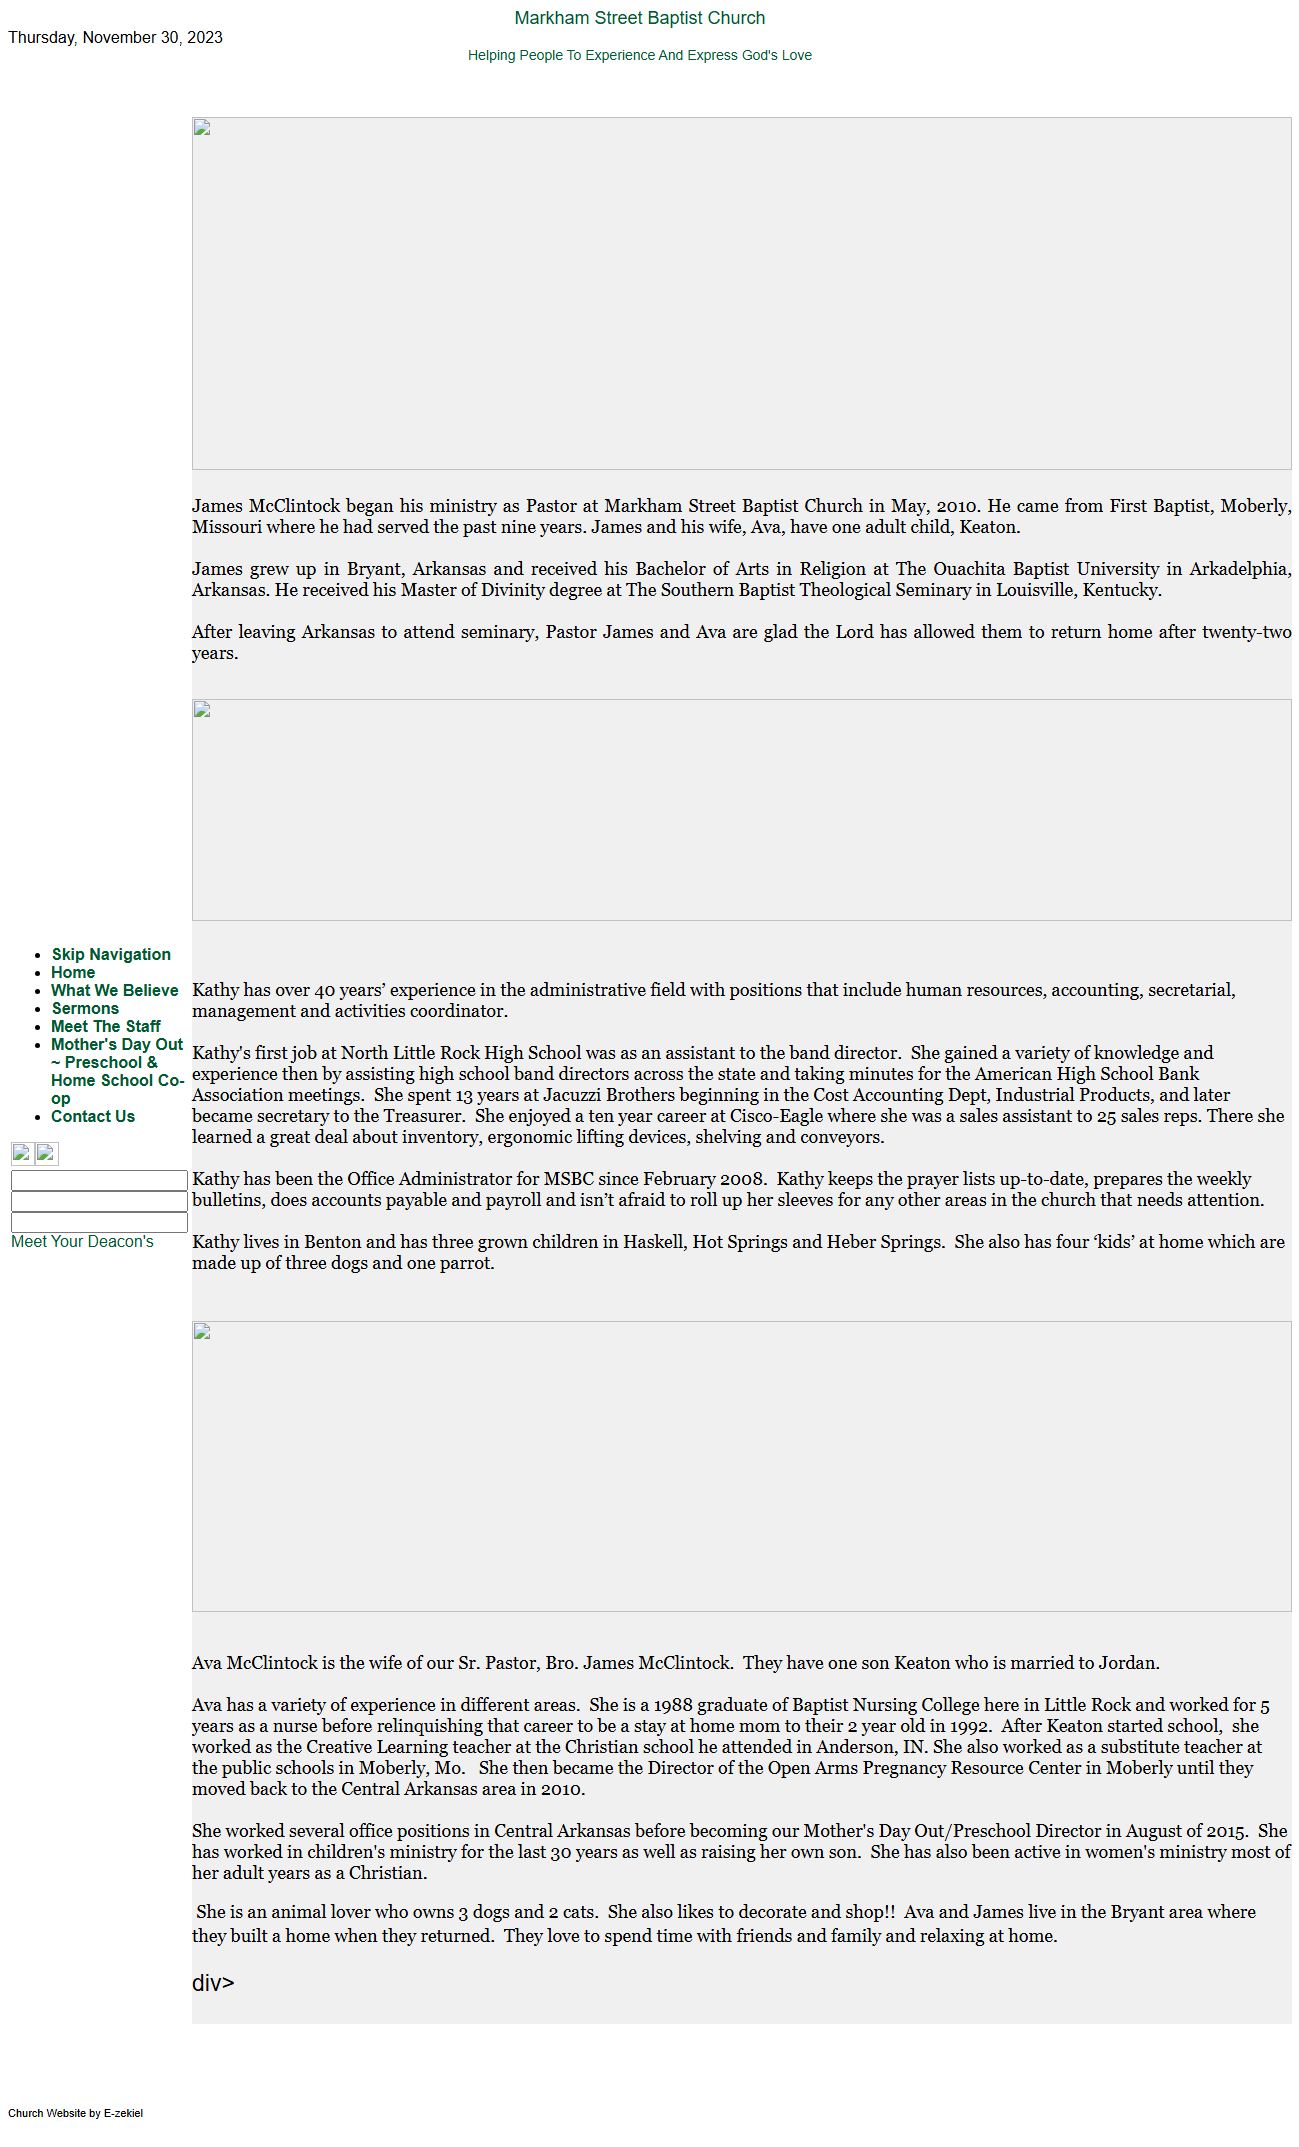 Markham Street Baptist Church
Thursday, November 30, 2023
Helping People To Experience And Express God's Love
James McClintock began his ministry as Pastor at Markham Street Baptist Church in May, 2010. He came from First Baptist, Moberly,
Missouri where he had served the past nine years. James and his wife, Ava, have one adult child, Keaton.
James grew up in Bryant, Arkansas and received his Bachelor of Arts in Religion at The Ouachita Baptist University in Arkadelphia,
Arkansas. He received his Master of Divinity degree at The Southern Baptist Theological Seminary in Louisville, Kentucky.
After leaving Arkansas to attend seminary, Pastor James and Ava are glad the Lord has allowed them to return home after twenty-two
years.
Skip Navigation
Home
What We Believe
Sermons
Meet The Staff
Mother's Day Out
~ Preschool &
Home School Co-
op
Contact Us
Meet Your Deacon's
Kathy has over 40 years’ experience in the administrative field with positions that include human resources, accounting, secretarial,
management and activities coordinator.
Kathy's first job at North Little Rock High School was as an assistant to the band director.  She gained a variety of knowledge and
experience then by assisting high school band directors across the state and taking minutes for the American High School Bank
Association meetings.  She spent 13 years at Jacuzzi Brothers beginning in the Cost Accounting Dept, Industrial Products, and later
became secretary to the Treasurer.  She enjoyed a ten year career at Cisco-Eagle where she was a sales assistant to 25 sales reps. There she
learned a great deal about inventory, ergonomic lifting devices, shelving and conveyors.
Kathy has been the Office Administrator for MSBC since February 2008.  Kathy keeps the prayer lists up-to-date, prepares the weekly
bulletins, does accounts payable and payroll and isn’t afraid to roll up her sleeves for any other areas in the church that needs attention.
Kathy lives in Benton and has three grown children in Haskell, Hot Springs and Heber Springs.  She also has four ‘kids’ at home which are
made up of three dogs and one parrot.
Ava McClintock is the wife of our Sr. Pastor, Bro. James McClintock.  They have one son Keaton who is married to Jordan.
Ava has a variety of experience in different areas.  She is a 1988 graduate of Baptist Nursing College here in Little Rock and worked for 5
years as a nurse before relinquishing that career to be a stay at home mom to their 2 year old in 1992.  After Keaton started school,  she
worked as the Creative Learning teacher at the Christian school he attended in Anderson, IN. She also worked as a substitute teacher at
the public schools in Moberly, Mo.   She then became the Director of the Open Arms Pregnancy Resource Center in Moberly until they
moved back to the Central Arkansas area in 2010.
She worked several office positions in Central Arkansas before becoming our Mother's Day Out/Preschool Director in August of 2015.  She
has worked in children's ministry for the last 30 years as well as raising her own son.  She has also been active in women's ministry most of
her adult years as a Christian.
She is an animal lover who owns 3 dogs and 2 cats.  She also likes to decorate and shop!!  Ava and James live in the Bryant area where
they built a home when they returned.  They love to spend time with friends and family and relaxing at home.
div>
Church Website by E-zekiel